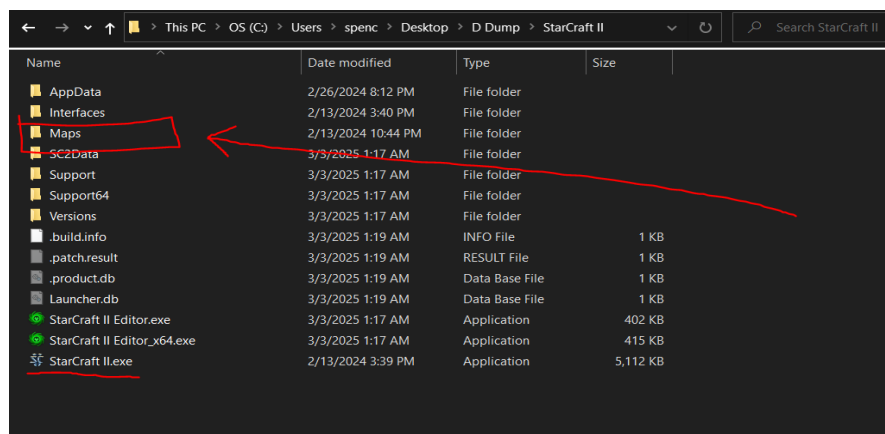 This PC > OS (C:) > Users > spenc > Desktop > D Dump > StarCraft II Search StarCraft II
Name Date modified Type Size
AppData 2/26/2024 8:12 PM File folder
Interfaces 2/13/2024 3:40 PM File folder
Maps 2/13/2024 10:44 PM File folder
SC2Data 3/3/2025 1:17 AM File folder
Support 3/3/2025 1:17 AM File folder
Support64 3/3/2025 1:17 AM File folder
Versions 3/3/2025 1:17 AM File folder
.build.info 3/3/2025 1:19 AM INFO File 1 KB
.patch.result 3/3/2025 1:19 AM RESULT File 1 KB
.product.db 3/3/2025 1:19 AM Data Base File 1 KB
Launcher.db 3/3/2025 1:19 AM Data Base File 1 KB
StarCraft II Editor.exe 3/3/2025 1:17 AM Application 402 KB
StarCraft II Editor_x64.exe 3/3/2025 1:17 AM Application 415 KB
StarCraft II.exe 2/13/2024 3:39 PM Application 5,112 KB